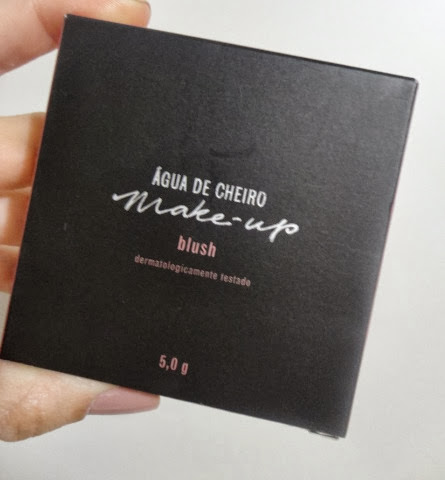 ÁGUA DE CHEIRO
Make-up
blush
dermatologicamente testado
5,0 g